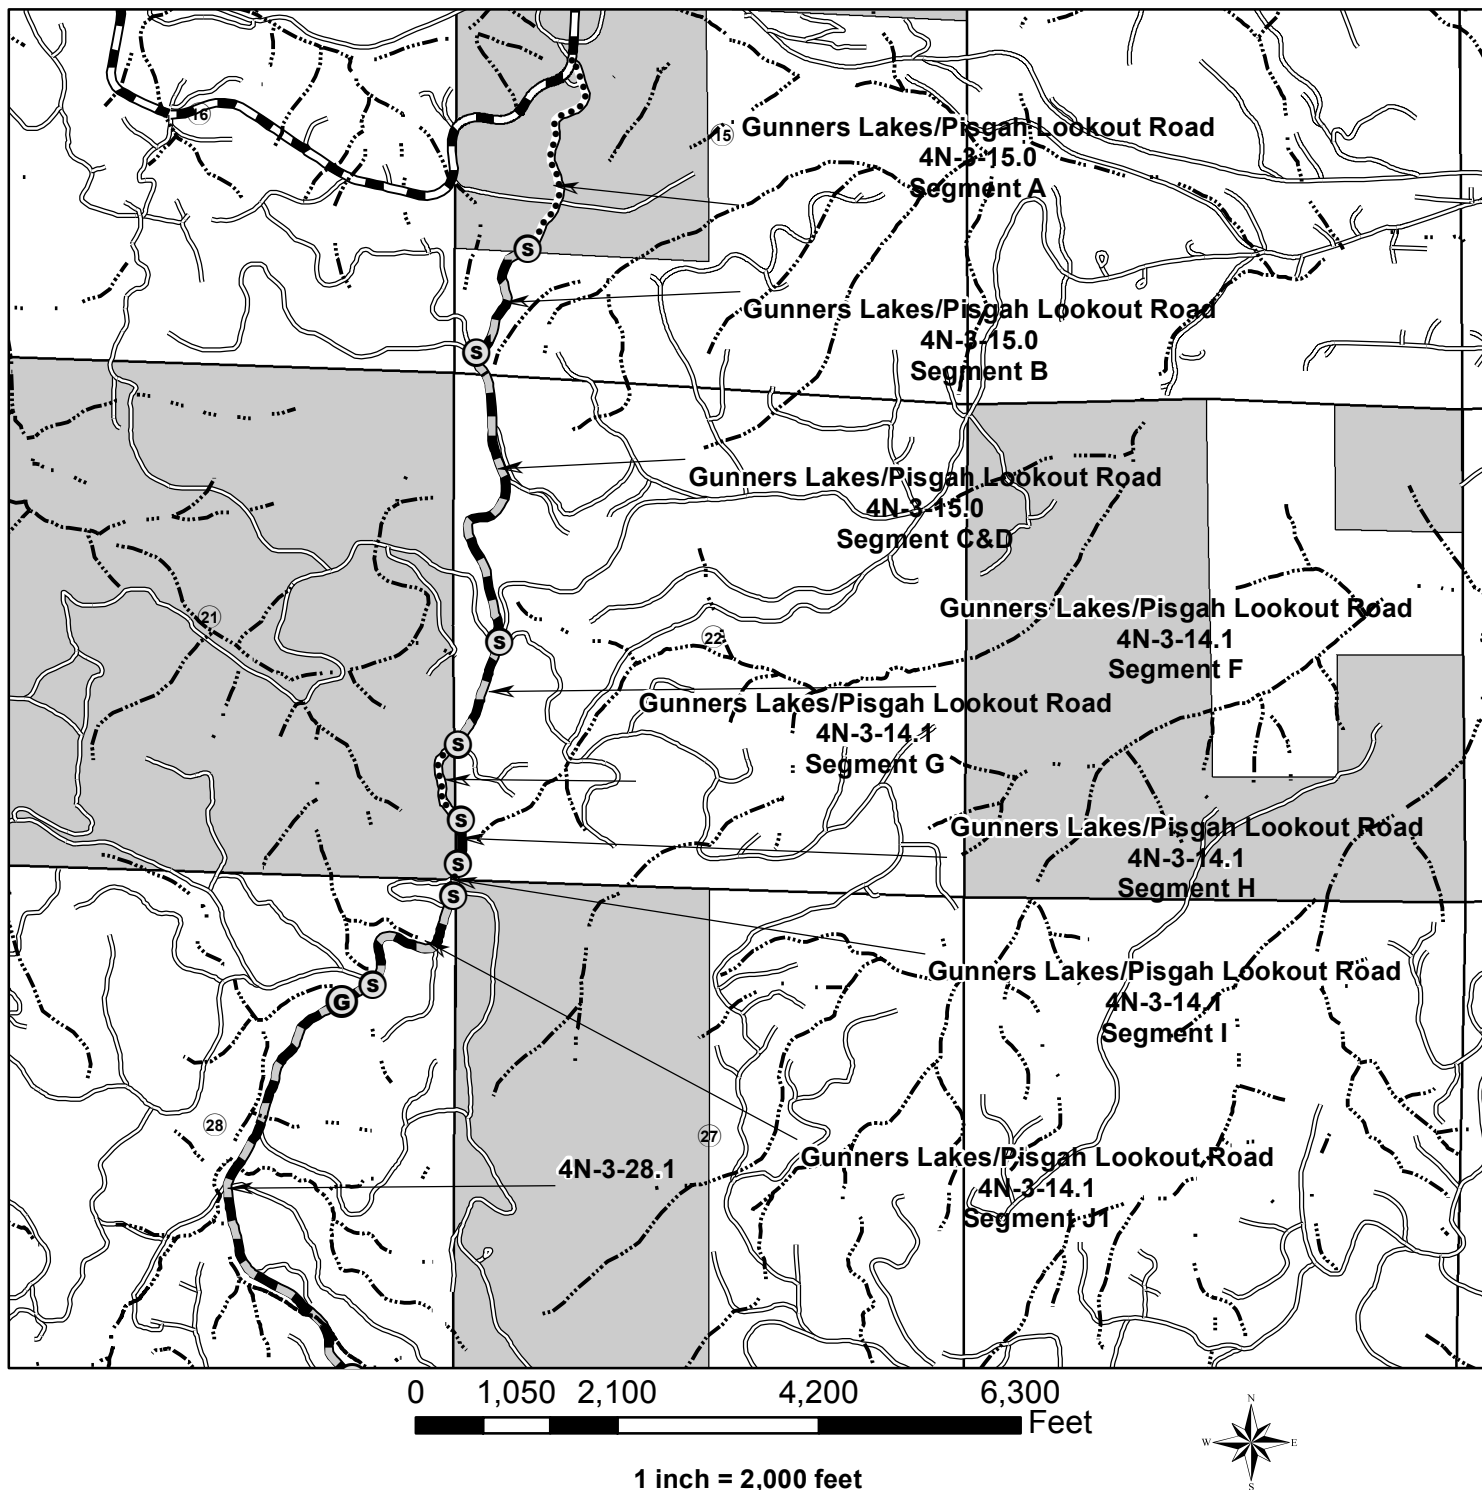 16
15
Gunners Lakes/Pisgah Lookout Road
4N-3-15.0
Segment A
S
Gunners Lakes/Pisgah Lookout Road
4N-3-15.0
Segment B
S
Gunners Lakes/Pisgah Lookout Road
4N-3-15.0
Segment C&D
21
22
S
Gunners Lakes/Pisgah Lookout Road
4N-3-14.1
Segment F
Gunners Lakes/Pisgah Lookout Road
4N-3-14.1
Segment G
S
S
Gunners Lakes/Pisgah Lookout Road
4N-3-14.1
Segment H
S
S
Gunners Lakes/Pisgah Lookout Road
4N-3-14.1
Segment I
S
G
28
27
4N-3-28.1
Gunners Lakes/Pisgah Lookout Road
4N-3-14.1
Segment J1
0 1,050 2,100 4,200 6,300
Feet
N
W E
S
1 inch = 2,000 feet